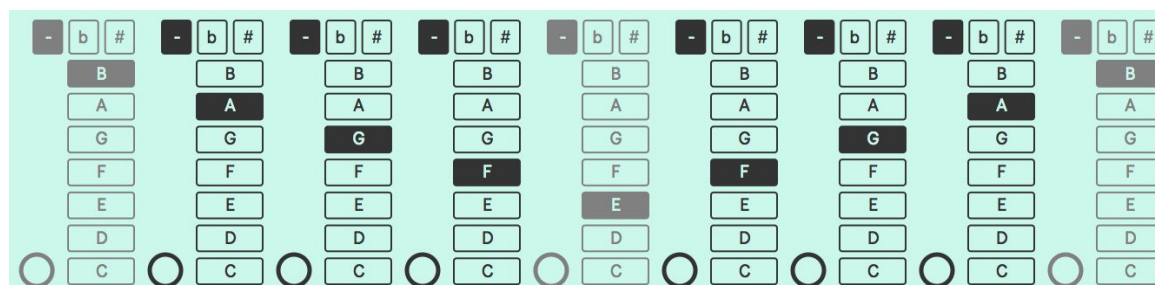 - b # - b # - b # - b # - b # - b # - b # - b # - b #
B B B B B B B B B
A A A A A A A A A
G G G G G G G G G
F F F F F F F F F
E E E E E E E E E
D D D D D D D D D
C C C C C C C C C